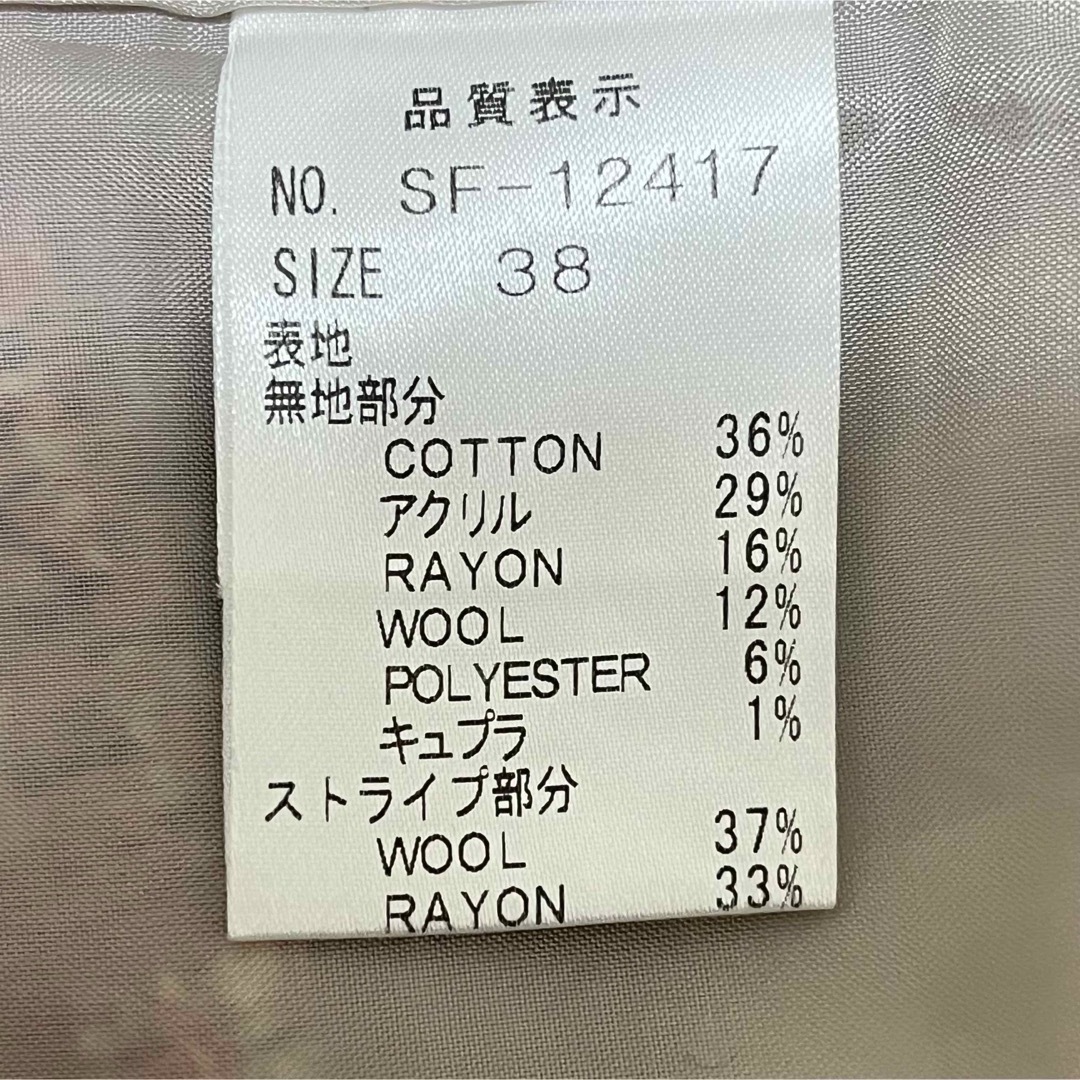 品質表示
NO. SF-12417
SIZE 38
表地
無地部分
COTTON 36%
アクリル 29%
RAYON 16%
WOOL 12%
POLYESTER 6%
キュプラ 1%
ストライプ部分
WOOL 37%
RAYON 33%